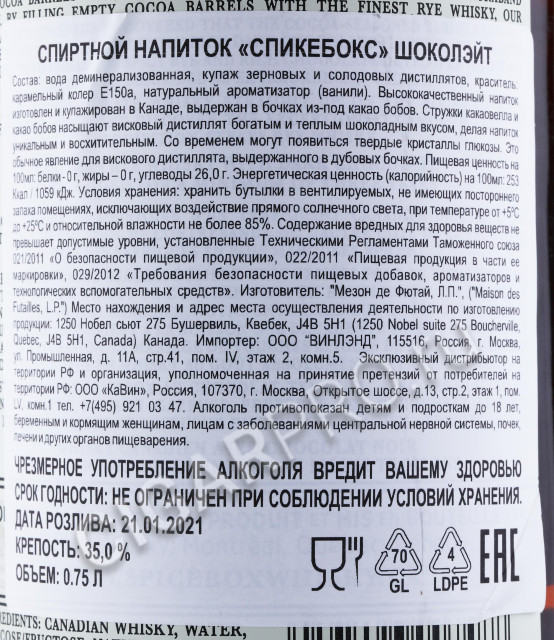 COCOA BARRELS WITH THE FINEST RYE WHISKY, OUR
BY FILLING EMPTY
СПИРТНОЙ НАПИТОК «СПИКЕБОКС» ШОКОЛЭЙТ
Состав: вода деминерализованная, купаж зерновых и солодовых дистиллятов, краситель:
карамельный колер E150a, натуральный ароматизатор (ванили). Высококачественный напиток
изготовлен и купажирован в Канаде, выдержан в бочках из-под какао бобов. Стружки какаовелла и
какао бобов насыщают висковый дистиллят богатым и теплым шоколадным вкусом, делая напиток
уникальным и восхитительным. Со временем могут появиться твердые кристаллы глюкозы. Это
обычное явление для вискового дистиллята, выдержанного в дубовых бочках. Пищевая ценность на
100мл: белки - 0 г, жиры – 0 г, углеводы 26,0 г. Энергетическая ценность (калорийность) на 100мл: 253
Ккал / 1059 кДж. Условия хранения: хранить бутылки в вентилируемых, не имеющих постороннего
запаха помещениях, исключающих воздействие прямого солнечного света, при температуре от +5ºС
до +25ºС и относительной влажности не более 85%. Содержание вредных для здоровья веществ не
превышает допустимые уровни, установленные Техническими Регламентами Таможенного союза
021/2011 «О безопасности пищевой продукции», 022/2011 «Пищевая продукция в части ее
маркировки», 029/2012 «Требования безопасности пищевых добавок, ароматизаторов и
технологических вспомогательных средств». Изготовитель: "Мезон де Фютай, Л.П.", ("Maison des
Futailles, L.P.") Место нахождения и адрес места осуществления деятельности по изготовлению
продукции: 1250 Нобел сьют 275 Бушервиль, Квебек, J4B 5H1 (1250 Nobel suite 275 Boucherville,
Quebec, J4B 5H1, Canada) Канада. Импортер: ООО "ВИНЛЭНД", 115516, Россия, г. Москва,
ул. Промышленная, д. 11А, стр.41, пом. IV, этаж 2, комн.5. Эксклюзивный дистрибьютор на
территории РФ и организация, уполномоченная на принятие претензий от потребителей на
территории РФ: ООО «КаВин», Россия, 107370, г. Москва, Открытое шоссе, д.13, стр.2, этаж 1, пом.
LV, комн.1 тел. +7(495) 921 03 47. Алкоголь противопоказан детям и подросткам до 18 лет,
беременным и кормящим женщинам, лицам с заболеваниями центральной нервной системы, почек,
печени и других органов пищеварения.
ЧРЕЗМЕРНОЕ УПОТРЕБЛЕНИЕ АЛКОГОЛЯ ВРЕДИТ ВАШЕМУ ЗДОРОВЬЮ
СРОК ГОДНОСТИ: НЕ ОГРАНИЧЕН ПРИ СОБЛЮДЕНИИ УСЛОВИЙ ХРАНЕНИЯ.
ДАТА РОЗЛИВА: 21.01.2021
КРЕПОСТЬ: 35,0 %
ОБЪЕМ: 0.75 Л
70
GL
4
LDPE
ЕАС
CIGARPRO.ru
CANADIAN WHISKY, WATER,